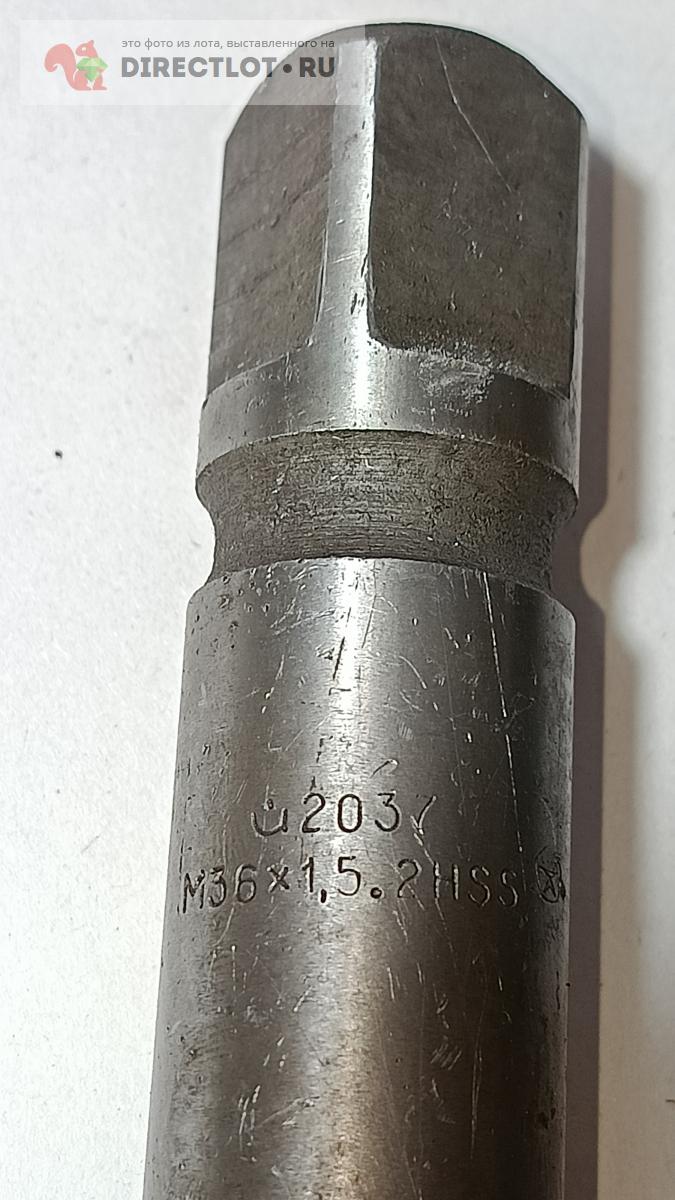 это фото из лота, выставленного на
DIRECTLOT•RU
2037
M36×1,5.2HSS